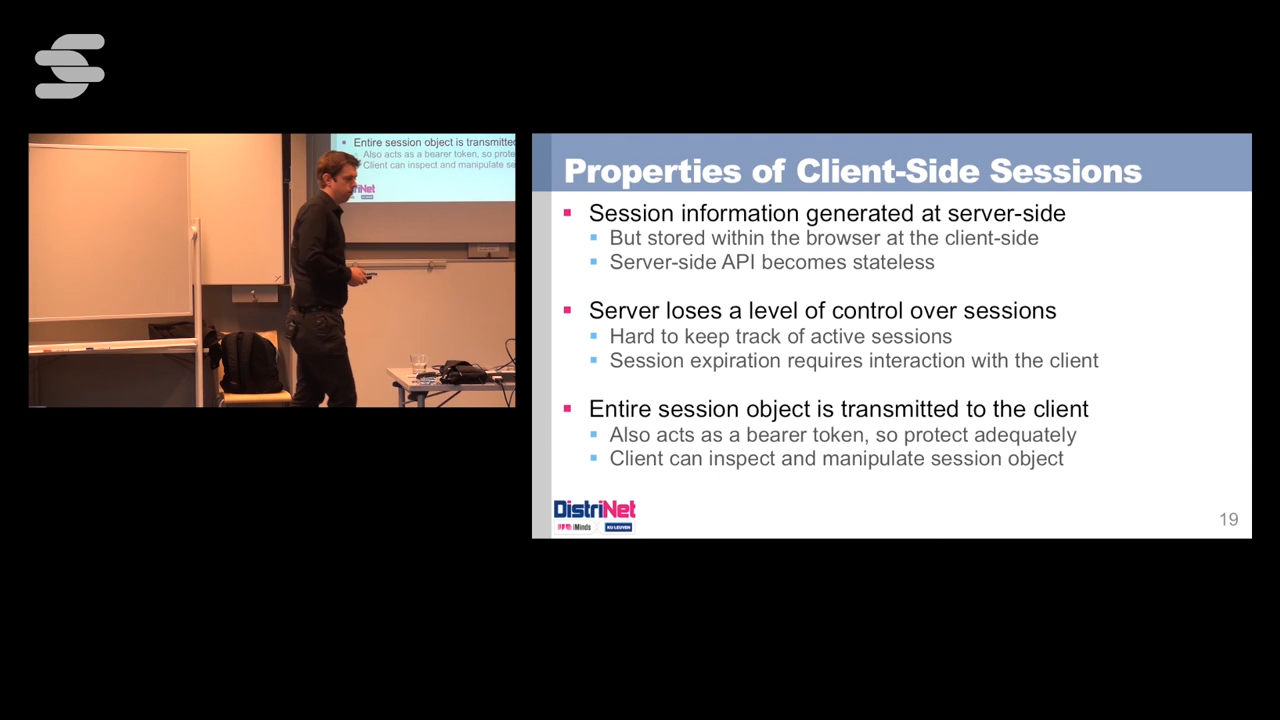 Entire session object is transmitted
Also acts as a bearer token, so prote
Client can inspect and manipulate se
riNet
Properties of Client-Side Sessions
Session information generated at server-side
But stored within the browser at the client-side
Server-side API becomes stateless
Server loses a level of control over sessions
Hard to keep track of active sessions
Session expiration requires interaction with the client
Entire session object is transmitted to the client
Also acts as a bearer token, so protect adequately
Client can inspect and manipulate session object
DistriNet
iMinds KU LEUVEN
19